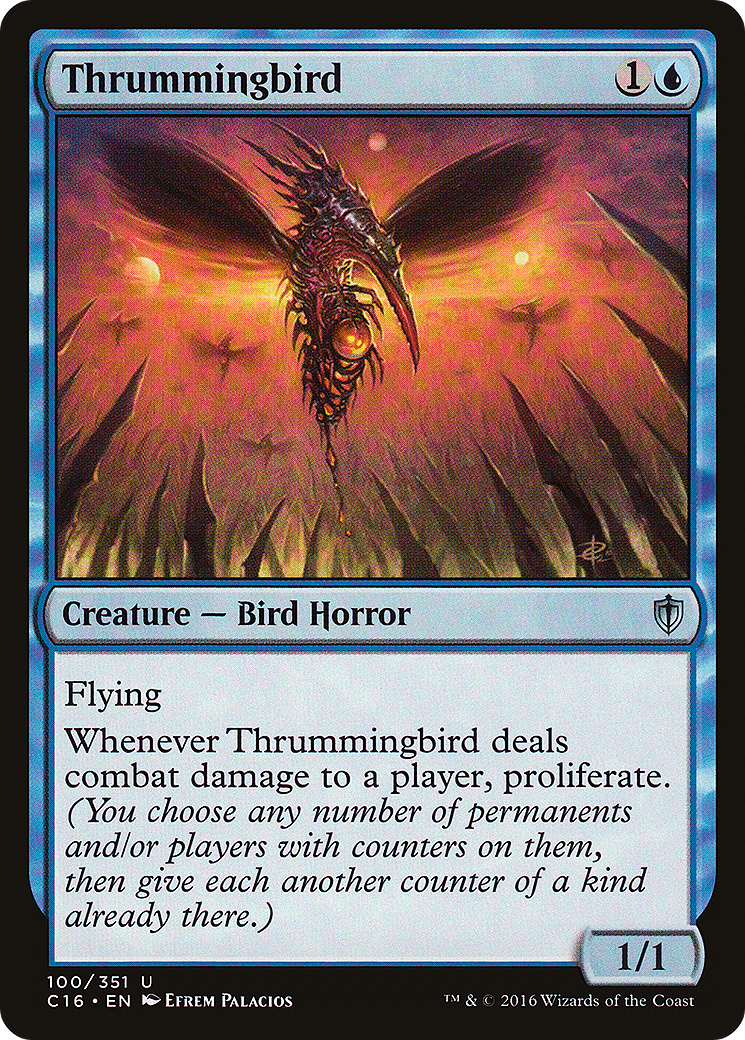 Thrummingbird
1
Creature — Bird Horror
Flying
Whenever Thrummingbird deals
combat damage to a player, proliferate.
(You choose any number of permanents
and/or players with counters on them,
then give each another counter of a kind
already there.)
1/1
100/351 U
C16 • EN Efrem Palacios
™ & © 2016 Wizards of the Coast